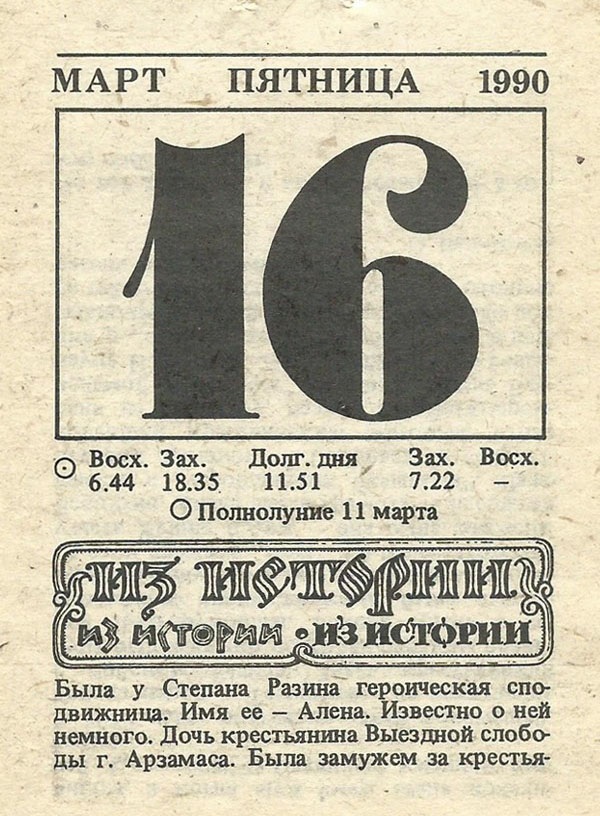 МАРТ ПЯТНИЦА 1990
16
Восх. Зах. Долг. дня Зах. Восх.
6.44 18.35 11.51 7.22 –
Полнолуние 11 марта
ИЗ ИСТОРИИ
ИЗ ИСТОРИИ • ИЗ ИСТОРИИ
Была у Степана Разина героическая спо-
движница. Имя ее – Алена. Известно о ней
немного. Дочь крестьянина Выездной слобо-
ды г. Арзамаса. Была замужем за крестья-